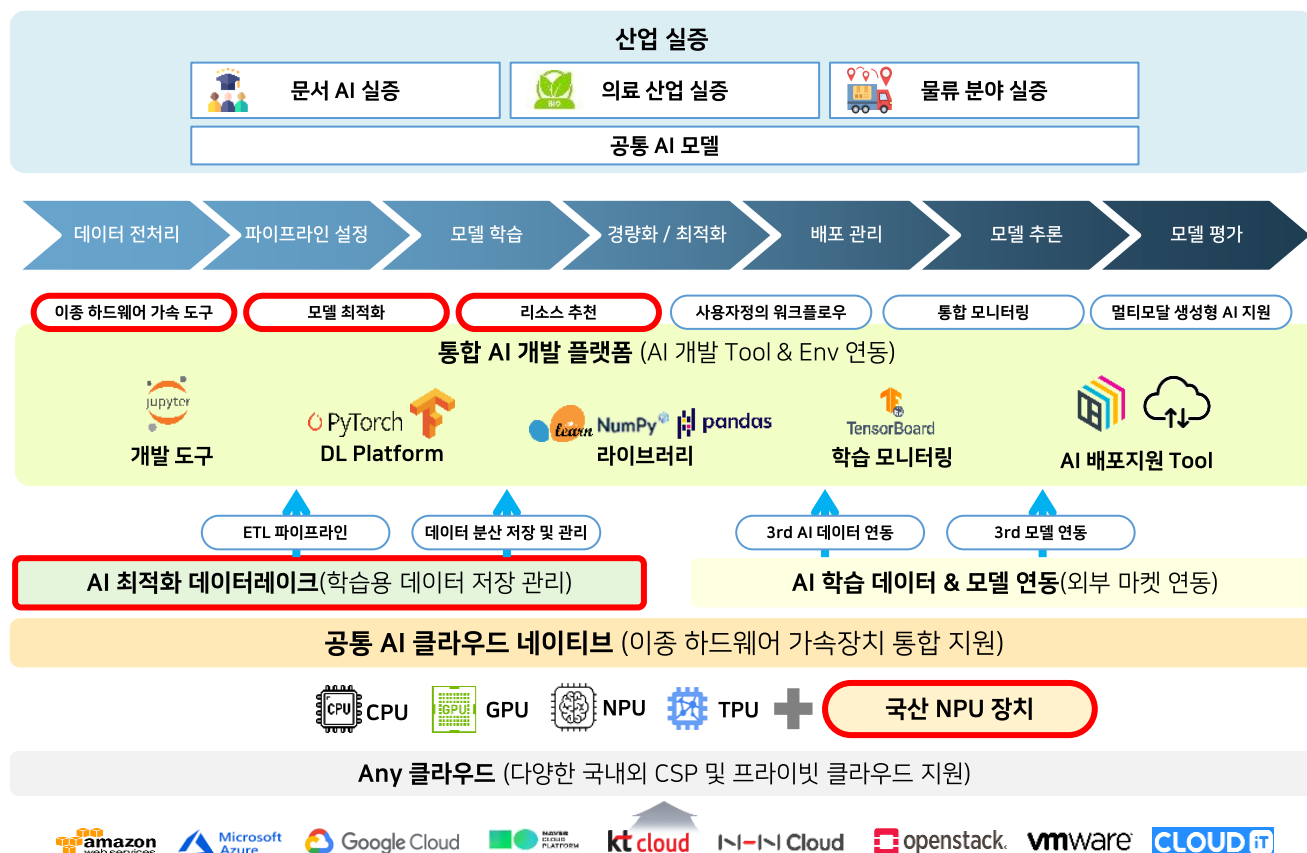 산업 실증
문서 AI 실증
BIO
의료 산업 실증
물류 분야 실증
공통 AI 모델
데이터 전처리
파이프라인 설정
모델 학습
경량화 / 최적화
배포 관리
모델 추론
모델 평가
이종 하드웨어 가속 도구
모델 최적화
리소스 추천
사용자정의 워크플로우
통합 모니터링
멀티모달 생성형 AI 지원
통합 AI 개발 플랫폼 (AI 개발 Tool & Env 연동)
jupyter
PyTorch
learn
NumPy
pandas
TensorBoard
개발 도구
DL Platform
라이브러리
학습 모니터링
AI 배포지원 Tool
ETL 파이프라인
데이터 분산 저장 및 관리
3rd AI 데이터 연동
3rd 모델 연동
AI 최적화 데이터레이크(학습용 데이터 저장 관리)
AI 학습 데이터 & 모델 연동(외부 마켓 연동)
공통 AI 클라우드 네이티브 (이종 하드웨어 가속장치 통합 지원)
CPU
CPU
GPU
GPU
NPU
TPU
국산 NPU 장치
Any 클라우드 (다양한 국내외 CSP 및 프라이빗 클라우드 지원)
amazon
web services
Microsoft
Azure
Google Cloud
NAVER
CLOUD
PLATFORM
kt cloud
NHN Cloud
openstack.
vmware
CLOUD iT